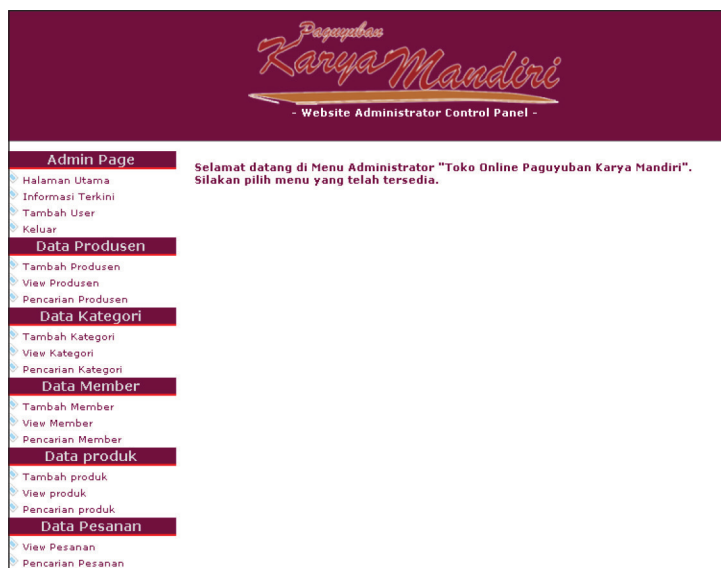 Paguyuban
Karya Mandiri
- Website Administrator Control Panel -
Admin Page
Halaman Utama
Informasi Terkini
Tambah User
Keluar
Data Produsen
Tambah Produsen
View Produsen
Pencarian Produsen
Data Kategori
Tambah Kategori
View Kategori
Pencarian Kategori
Data Member
Tambah Member
View Member
Pencarian Member
Data produk
Tambah produk
View produk
Pencarian produk
Data Pesanan
View Pesanan
Pencarian Pesanan
Selamat datang di Menu Administrator "Toko Online Paguyuban Karya Mandiri".
Silakan pilih menu yang telah tersedia.